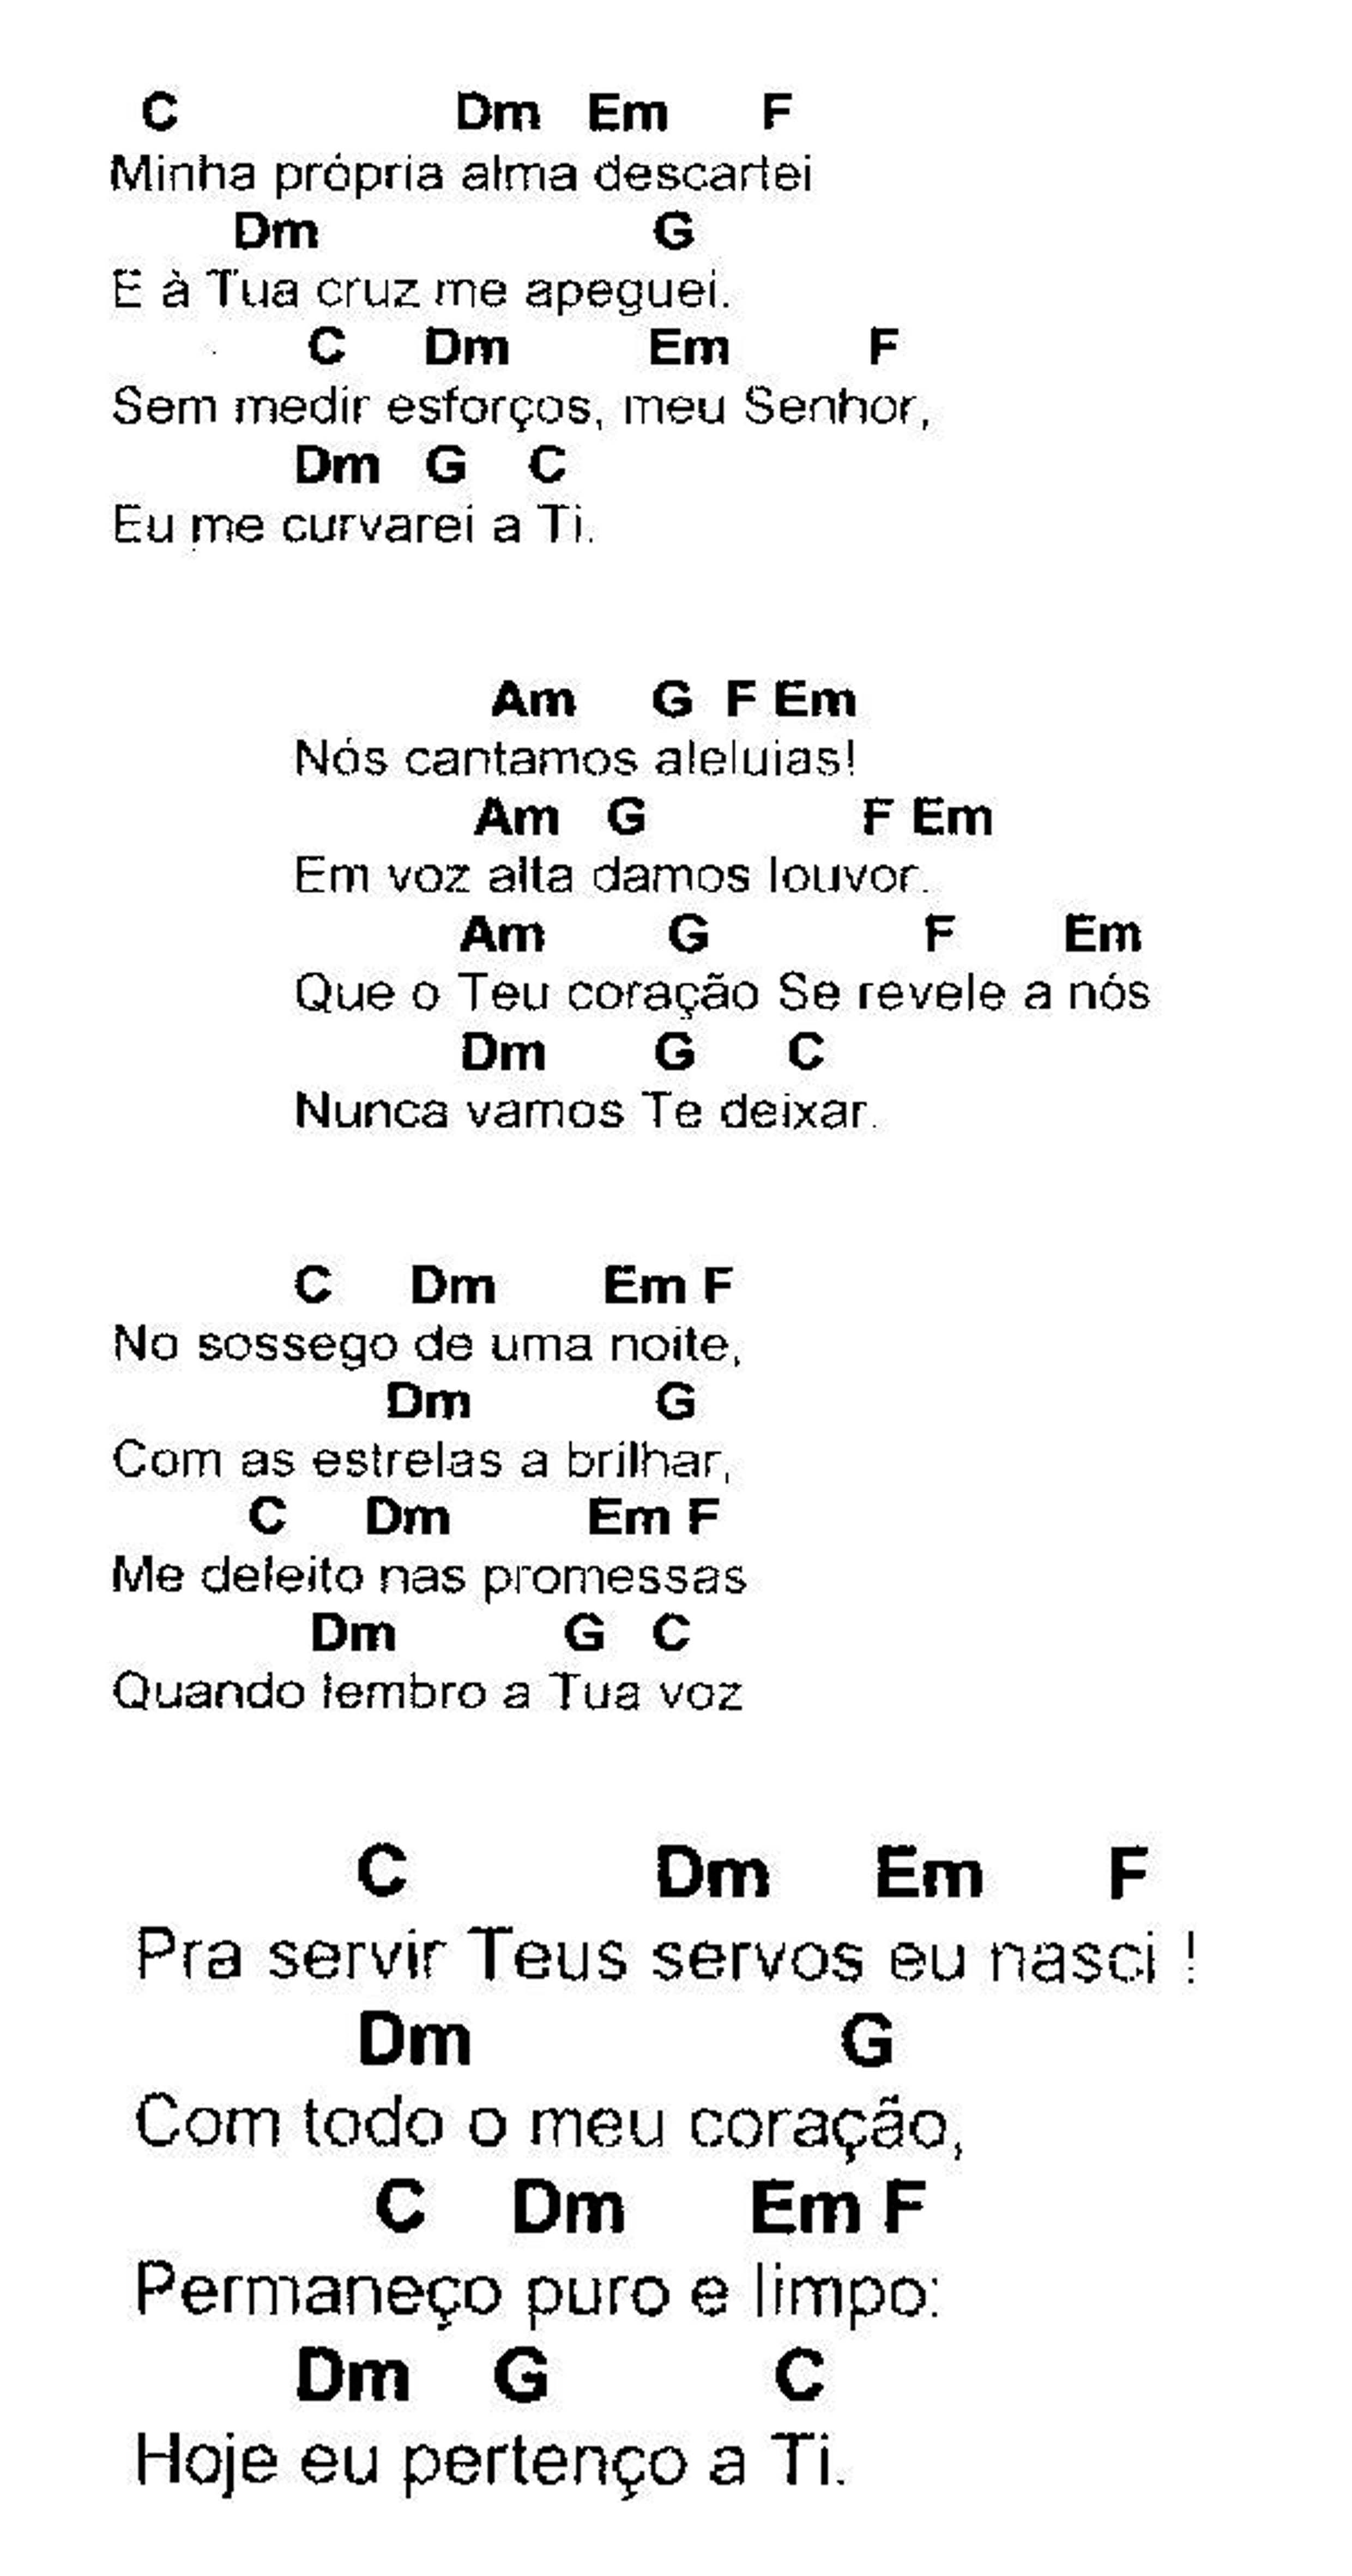 C Dm Em F
Minha própria alma descartei
Dm G
E à Tua cruz me apeguei.
C Dm Em F
Sem medir esforços, meu Senhor,
Dm G C
Eu me curvarei a Ti.
Am G F Em
Nós cantamos aleluias!
Am G F Em
Em voz alta damos louvor.
Am G F Em
Que o Teu coração Se revele a nós
Dm G C
Nunca vamos Te deixar.
C Dm Em F
No sossego de uma noite,
Dm G
Com as estrelas a brilhar,
C Dm Em F
Me deleito nas promessas
Dm G C
Quando lembro a Tua voz
C Dm Em F
Pra servir Teus servos eu nasci !
Dm G
Com todo o meu coração,
C Dm Em F
Permaneço puro e limpo:
Dm G C
Hoje eu pertenço a Ti.